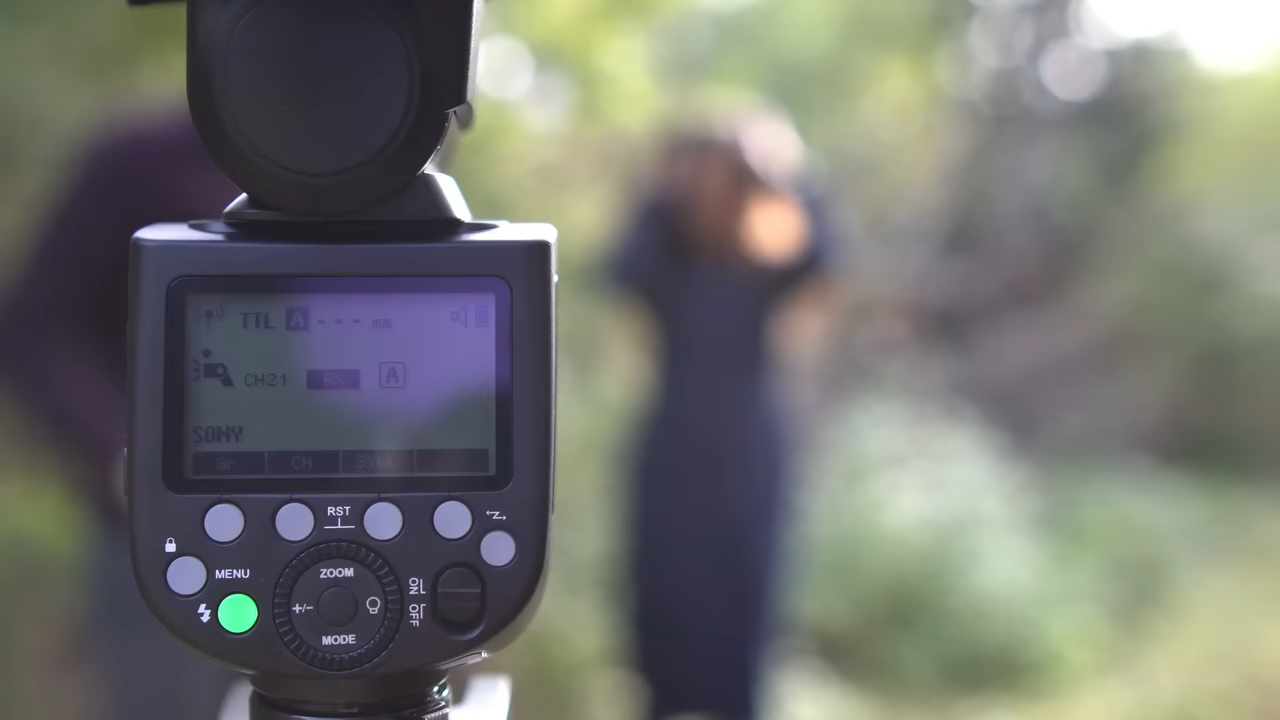 TTL A - - - mm
CH21 Rx A
SONY
Gr CH SYNC
RST
MENU
ZOOM
+/-
MODE
ON
OFF